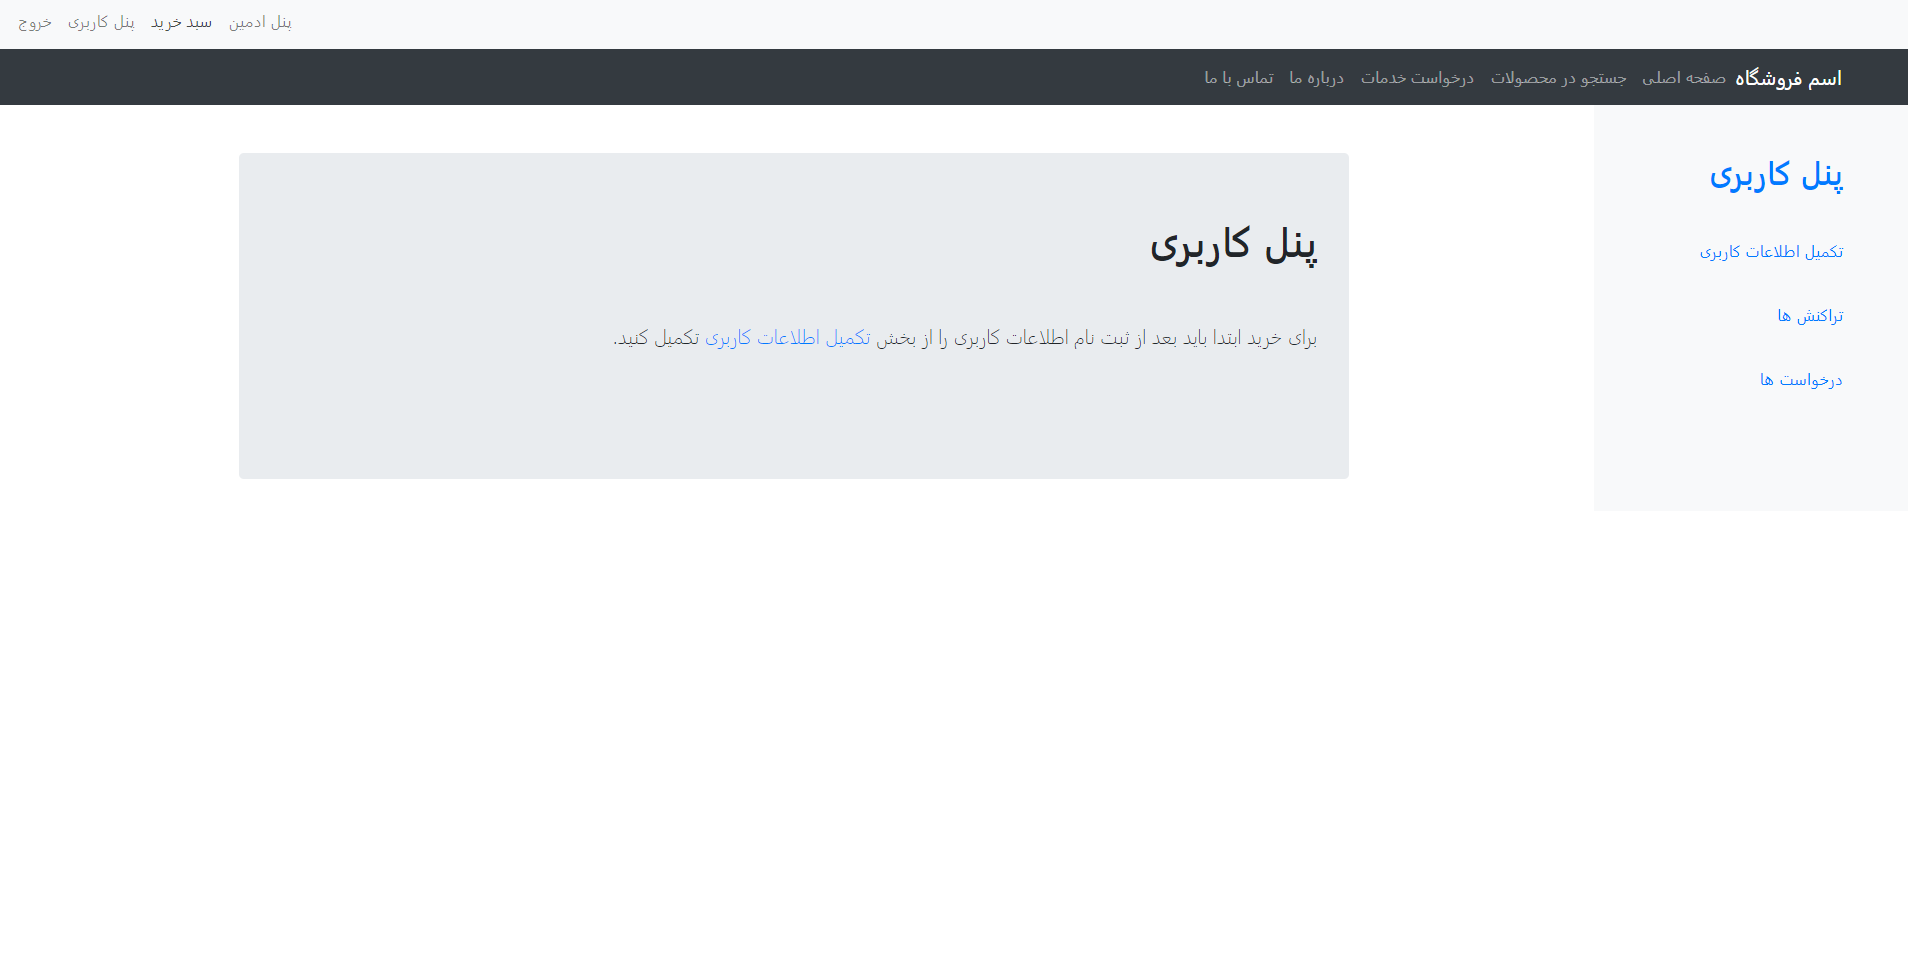 پنل ادمین سبد خرید پنل کاربری خروج
اسم فروشگاه صفحه اصلی جستجو در محصولات درخواست خدمات درباره ما تماس با ما
پنل کاربری
تکمیل اطلاعات کاربری
تراکنش ها
درخواست ها
پنل کاربری
برای خرید ابتدا باید بعد از ثبت نام اطلاعات کاربری را از بخش تکمیل اطلاعات کاربری تکمیل کنید.